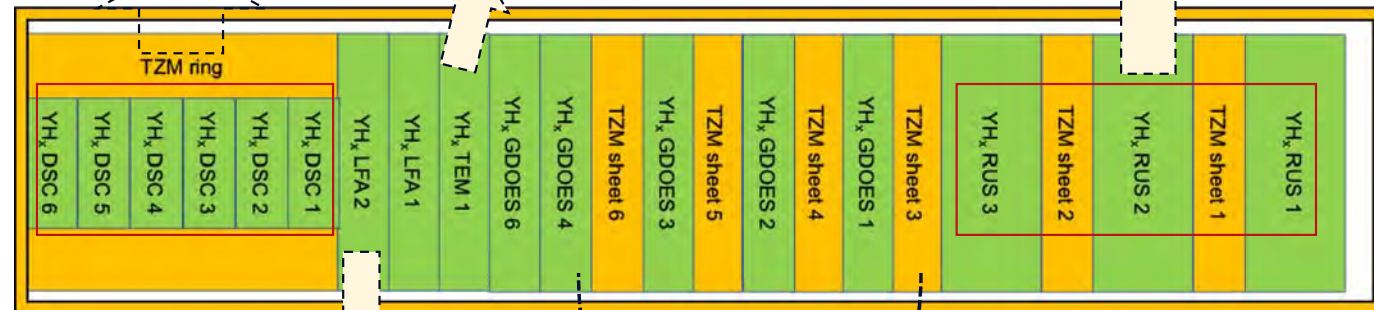 TZM ring
YHₓ DSC 6
YHₓ DSC 5
YHₓ DSC 4
YHₓ DSC 3
YHₓ DSC 2
YHₓ DSC 1
YHₓ LFA 2
YHₓ LFA 1
YHₓ TEM 1
YHₓ GDOES 6
YHₓ GDOES 4
TZM sheet 6
YHₓ GDOES 3
TZM sheet 5
YHₓ GDOES 2
TZM sheet 4
YHₓ GDOES 1
TZM sheet 3
YHₓ RUS 3
TZM sheet 2
YHₓ RUS 2
TZM sheet 1
YHₓ RUS 1